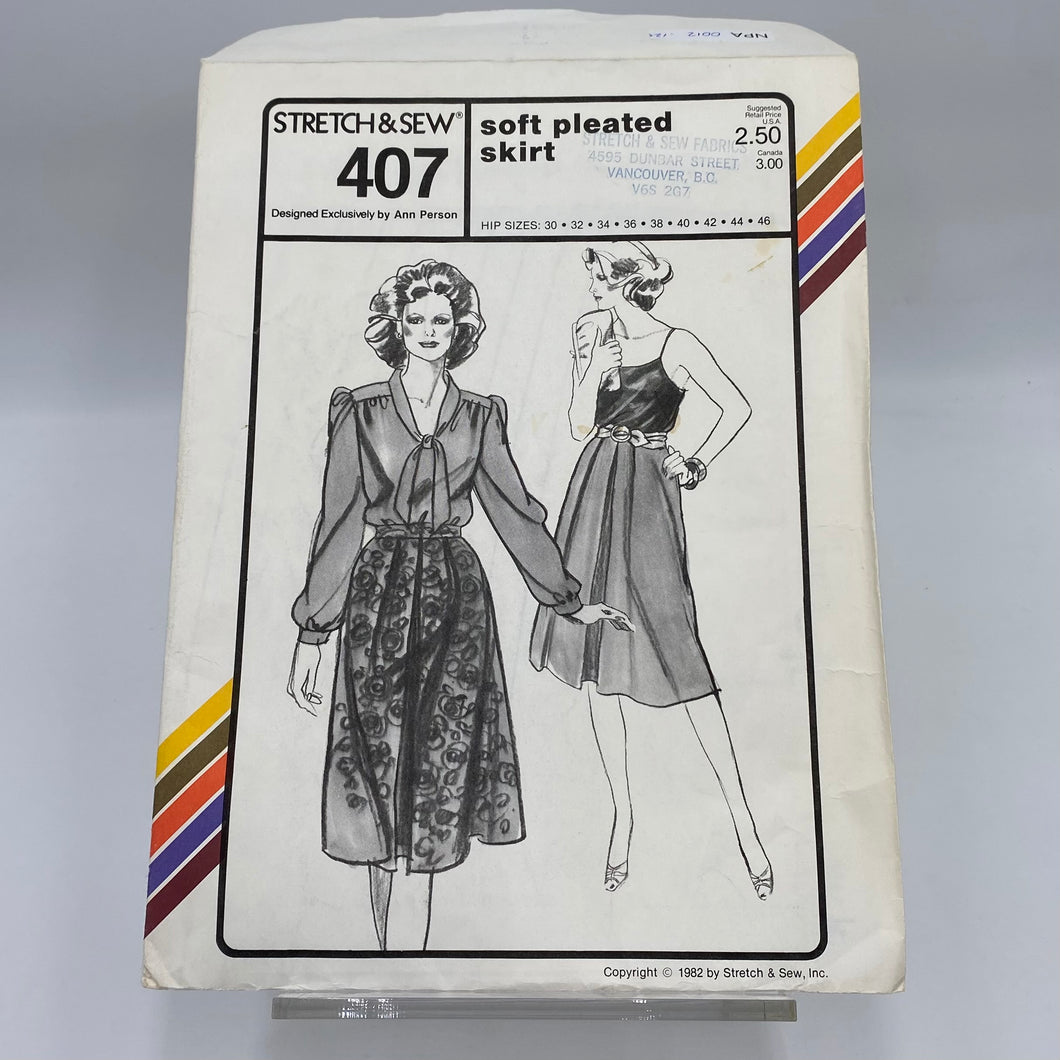 NPA 0012
STRETCH & SEW®
407
Designed Exclusively by Ann Person
soft pleated
skirt
Suggested
Retail Price
U.S.A.
2.50
Canada
3.00
STRETCH & SEW FABRICS
4595 DUNBAR STREET
VANCOUVER, B.C.
V6S 2G7
HIP SIZES: 30 • 32 • 34 • 36 • 38 • 40 • 42 • 44 • 46
Copyright © 1982 by Stretch & Sew, Inc.